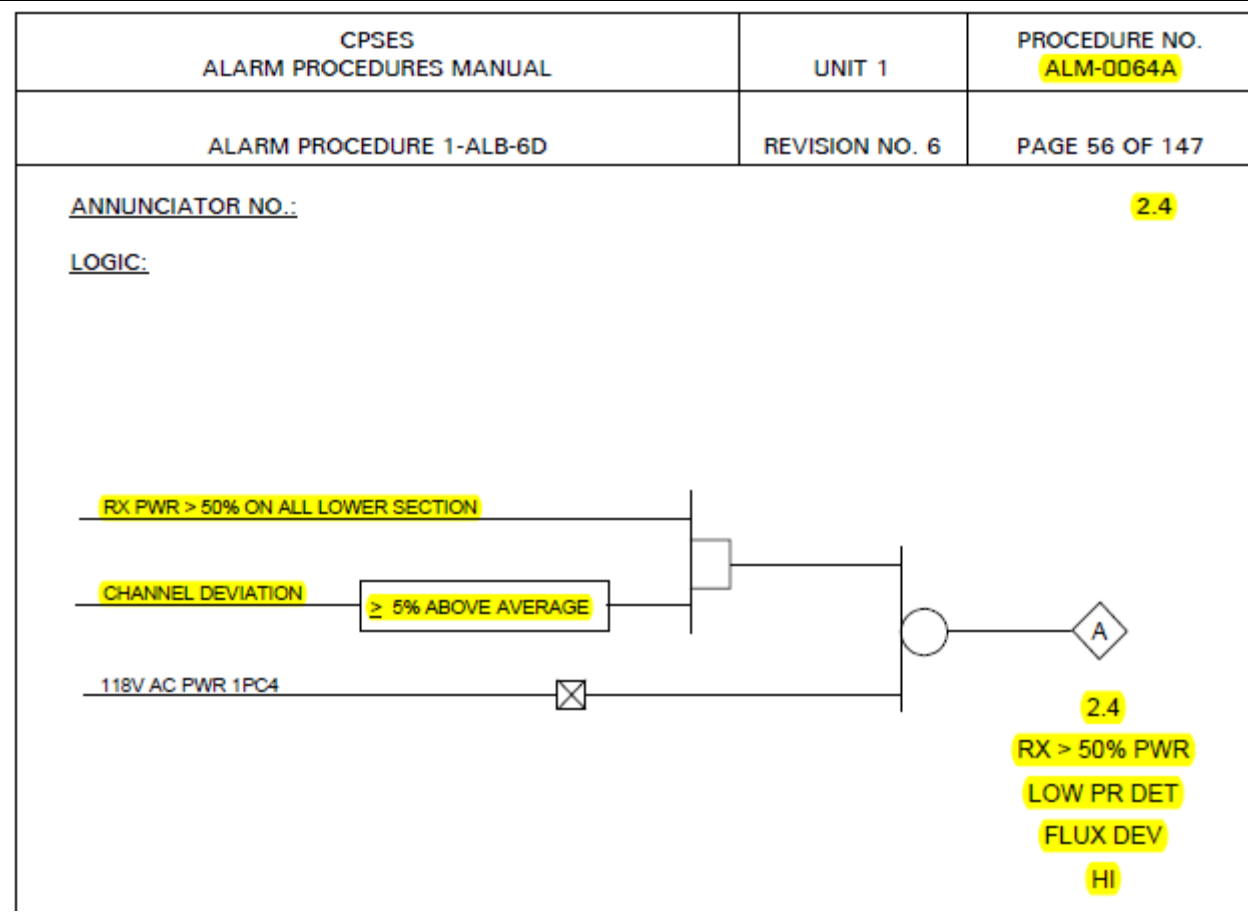 CPSES
ALARM PROCEDURES MANUAL
UNIT 1
PROCEDURE NO.
ALM-0064A
ALARM PROCEDURE 1-ALB-6D
REVISION NO. 6
PAGE 56 OF 147
ANNUNCIATOR NO.:
2.4
LOGIC:
RX PWR > 50% ON ALL LOWER SECTION
CHANNEL DEVIATION
≥ 5% ABOVE AVERAGE
A
118V AC PWR 1PC4
2.4
RX > 50% PWR
LOW PR DET
FLUX DEV
HI